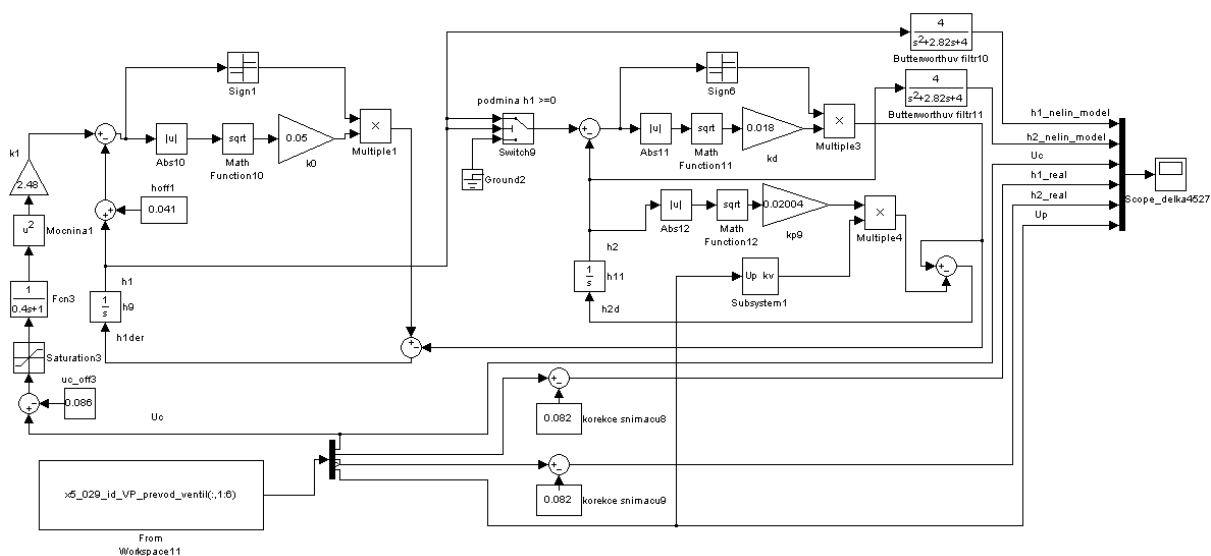 4
s²+2.82s+4
Butterworthuv filtr10
4
s²+2.82s+4
Butterworthuv filtr11
Sign1
Sign6
podmina h1 >=0
k1
2.48
|u|
Abs10
sqrt
Math
Function10
0.05
k0
×
Multiple1
Switch9
Ground2
|u|
Abs11
sqrt
Math
Function11
0.018
kd
×
Multiple3
h1_nelin_model
h2_nelin_model
Uc
h1_real
h2_real
Up
Scope_delka4527
hoff1
0.041
u²
Mocnina1
|u|
Abs12
sqrt
Math
Function12
0.02004
kp9
×
Multiple4
h2
1
s
h11
h2d
Up kv
Subsystem1
1
0.4s+1
Fcn3
h1
1
s
h9
h1der
Saturation3
uc_off3
0.086
Uc
0.082
korekce snimacu8
0.082
korekce snimacu9
x5_029_id_VP_prevod_ventil(:,1:6)
From
Workspace11